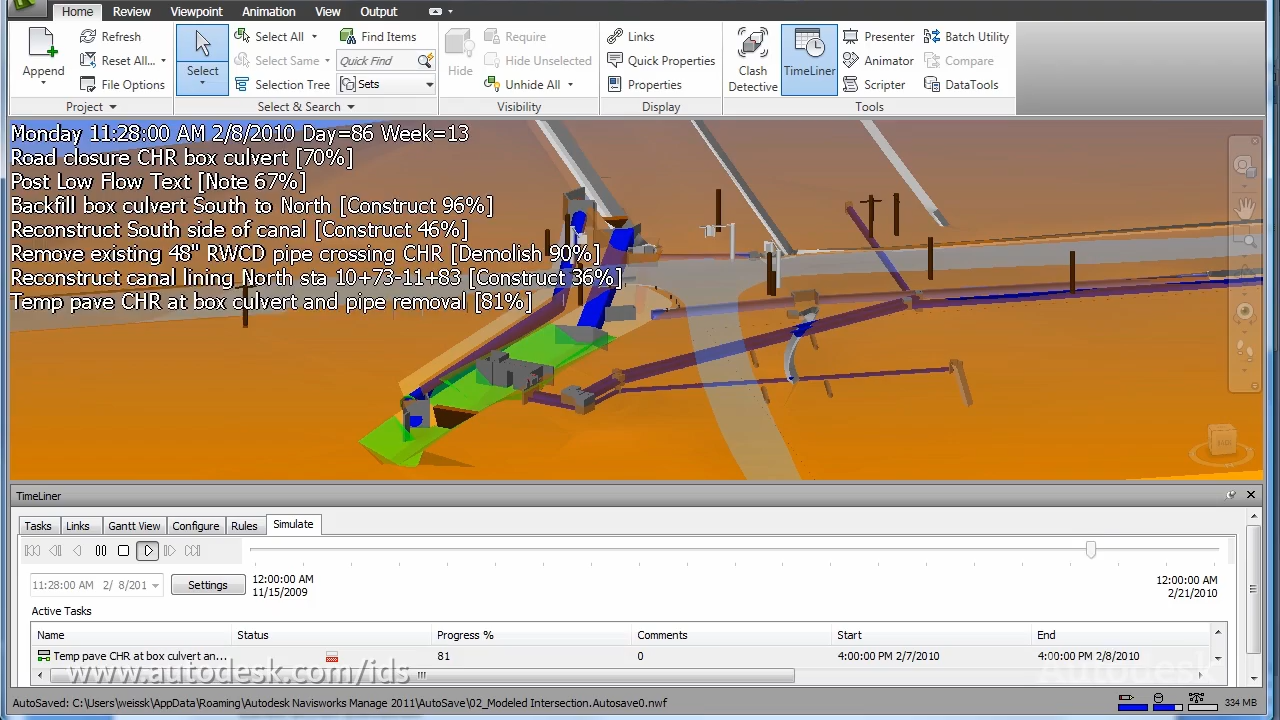 Home Review Viewpoint Animation View Output
Append
Refresh
Reset All...
File Options
Project
Select
Select All
Select Same
Selection Tree
Find Items
Quick Find
Sets
Select & Search
Hide
Require
Hide Unselected
Unhide All
Visibility
Links
Quick Properties
Properties
Display
Clash
Detective
TimeLiner
Presenter
Animator
Scripter
Batch Utility
Compare
DataTools
Tools
Monday 11:28:00 AM 2/8/2010 Day=86 Week=13
Road closure CHR box culvert [70%]
Post Low Flow Text [Note 67%]
Backfill box culvert South to North [Construct 96%]
Reconstruct South side of canal [Construct 46%]
Remove existing 48" RWCD pipe crossing CHR [Demolish 90%]
Reconstruct canal lining North sta 10+73-11+83 [Construct 36%]
Temp pave CHR at box culvert and pipe removal [81%]
BACK
TimeLiner
Tasks Links Gantt View Configure Rules Simulate
11:28:00 AM 2/ 8/201
Settings
12:00:00 AM
11/15/2009
12:00:00 AM
2/21/2010
Active Tasks
Name Status Progress % Comments Start End
Temp pave CHR at box culvert an... 81 0 4:00:00 PM 2/7/2010 4:00:00 PM 2/8/2010
www.autodesk.com/ids
Autodesk
AutoSaved: C:\Users\weissk\AppData\Roaming\Autodesk Navisworks Manage 2011\AutoSave\02_Modeled Intersection.Autosave0.nwf
334 MB